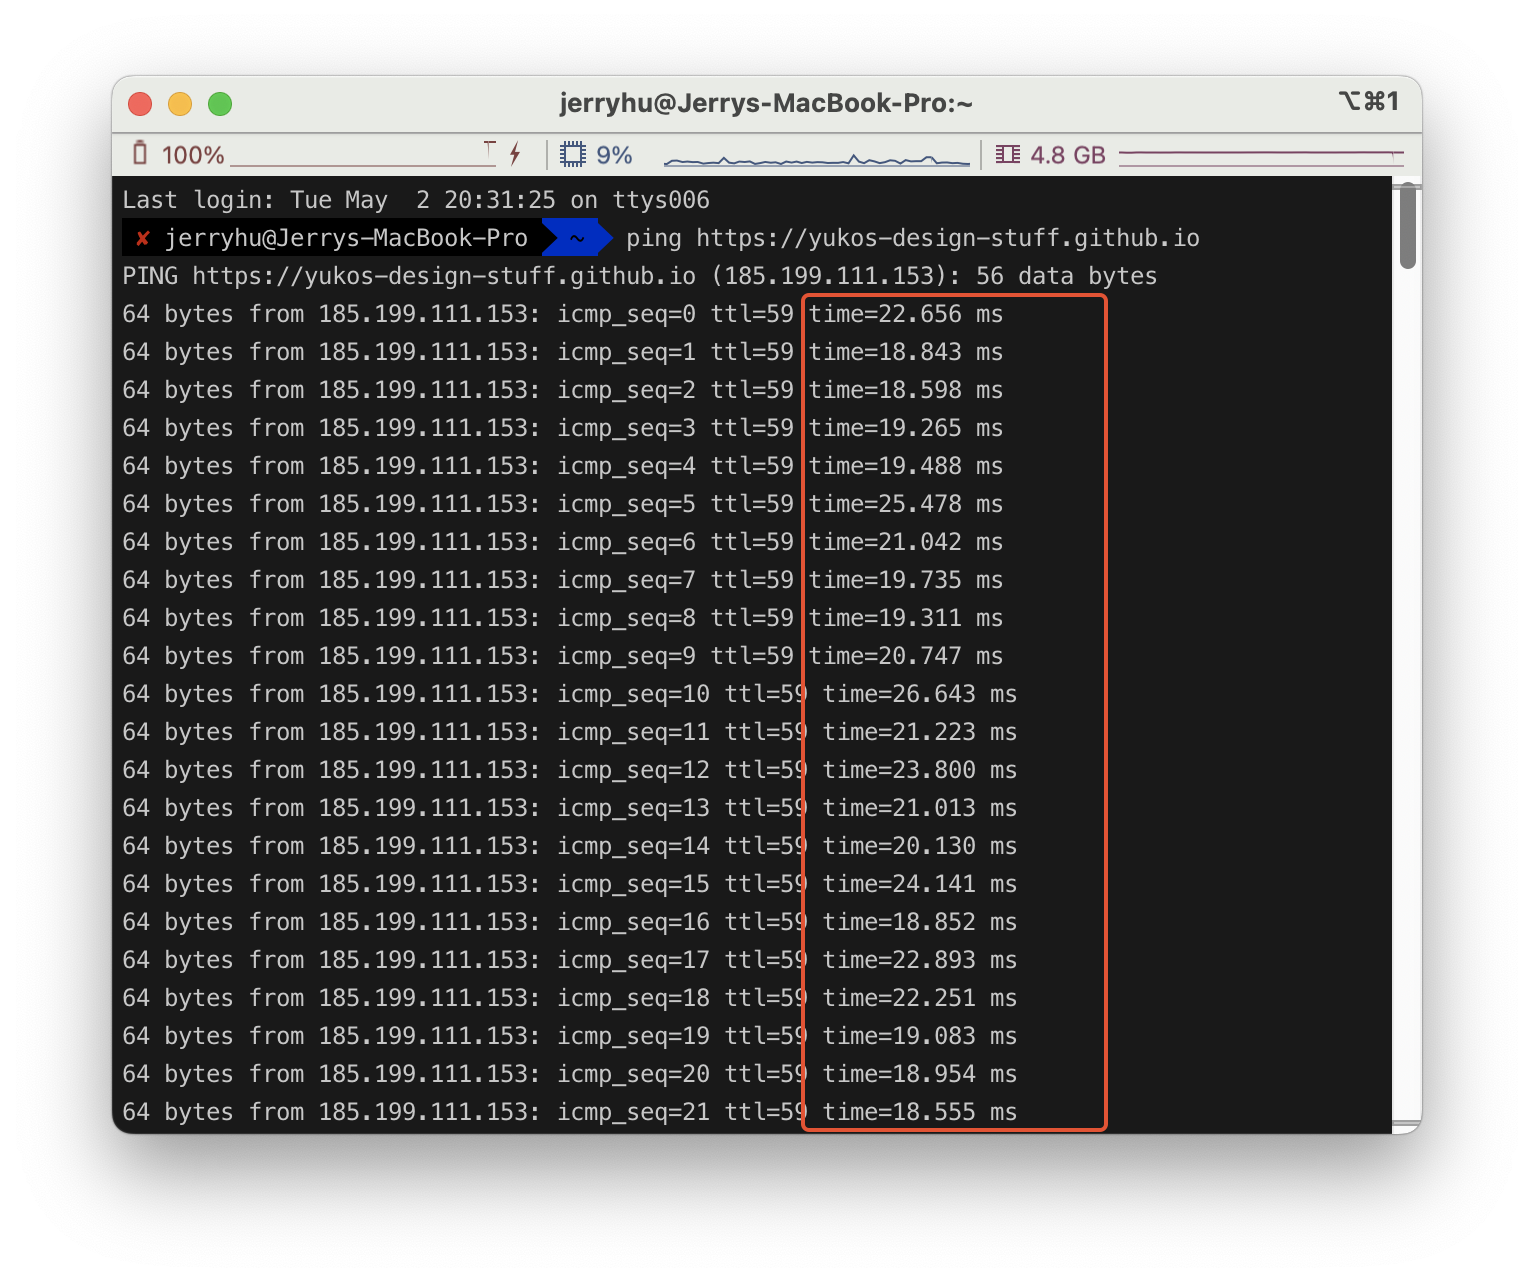 jerryhu@Jerrys-MacBook-Pro:~
⌥⌘1
100%
9%
4.8 GB
Last login: Tue May  2 20:31:25 on ttys006
✘ jerryhu@Jerrys-MacBook-Pro ~ ping https://yukos-design-stuff.github.io
PING https://yukos-design-stuff.github.io (185.199.111.153): 56 data bytes
64 bytes from 185.199.111.153: icmp_seq=0 ttl=59 time=22.656 ms
64 bytes from 185.199.111.153: icmp_seq=1 ttl=59 time=18.843 ms
64 bytes from 185.199.111.153: icmp_seq=2 ttl=59 time=18.598 ms
64 bytes from 185.199.111.153: icmp_seq=3 ttl=59 time=19.265 ms
64 bytes from 185.199.111.153: icmp_seq=4 ttl=59 time=19.488 ms
64 bytes from 185.199.111.153: icmp_seq=5 ttl=59 time=25.478 ms
64 bytes from 185.199.111.153: icmp_seq=6 ttl=59 time=21.042 ms
64 bytes from 185.199.111.153: icmp_seq=7 ttl=59 time=19.735 ms
64 bytes from 185.199.111.153: icmp_seq=8 ttl=59 time=19.311 ms
64 bytes from 185.199.111.153: icmp_seq=9 ttl=59 time=20.747 ms
64 bytes from 185.199.111.153: icmp_seq=10 ttl=59 time=26.643 ms
64 bytes from 185.199.111.153: icmp_seq=11 ttl=59 time=21.223 ms
64 bytes from 185.199.111.153: icmp_seq=12 ttl=59 time=23.800 ms
64 bytes from 185.199.111.153: icmp_seq=13 ttl=59 time=21.013 ms
64 bytes from 185.199.111.153: icmp_seq=14 ttl=59 time=20.130 ms
64 bytes from 185.199.111.153: icmp_seq=15 ttl=59 time=24.141 ms
64 bytes from 185.199.111.153: icmp_seq=16 ttl=59 time=18.852 ms
64 bytes from 185.199.111.153: icmp_seq=17 ttl=59 time=22.893 ms
64 bytes from 185.199.111.153: icmp_seq=18 ttl=59 time=22.251 ms
64 bytes from 185.199.111.153: icmp_seq=19 ttl=59 time=19.083 ms
64 bytes from 185.199.111.153: icmp_seq=20 ttl=59 time=18.954 ms
64 bytes from 185.199.111.153: icmp_seq=21 ttl=59 time=18.555 ms